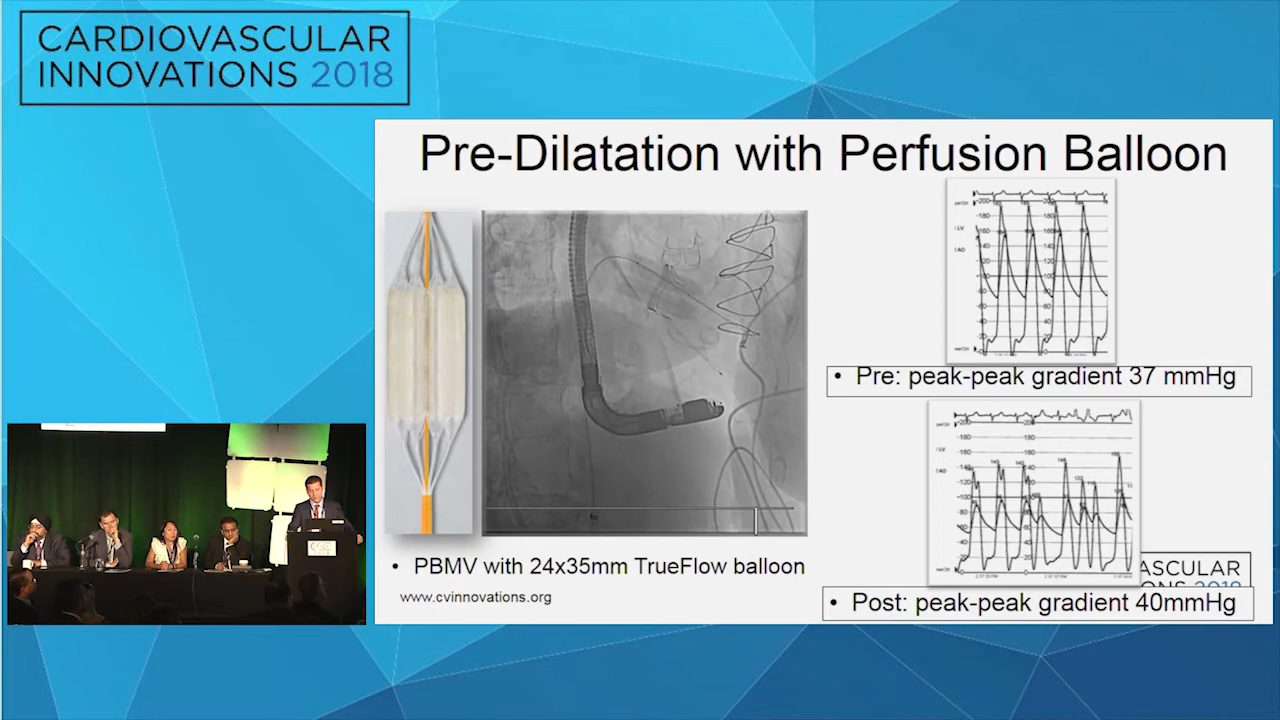 CARDIOVASCULAR
INNOVATIONS 2018
Pre-Dilatation with Perfusion Balloon
• Pre: peak-peak gradient 37 mmHg
• PBMV with 24x35mm TrueFlow balloon
www.cvinnovations.org
VASCULAR
• Post: peak-peak gradient 40mmHg